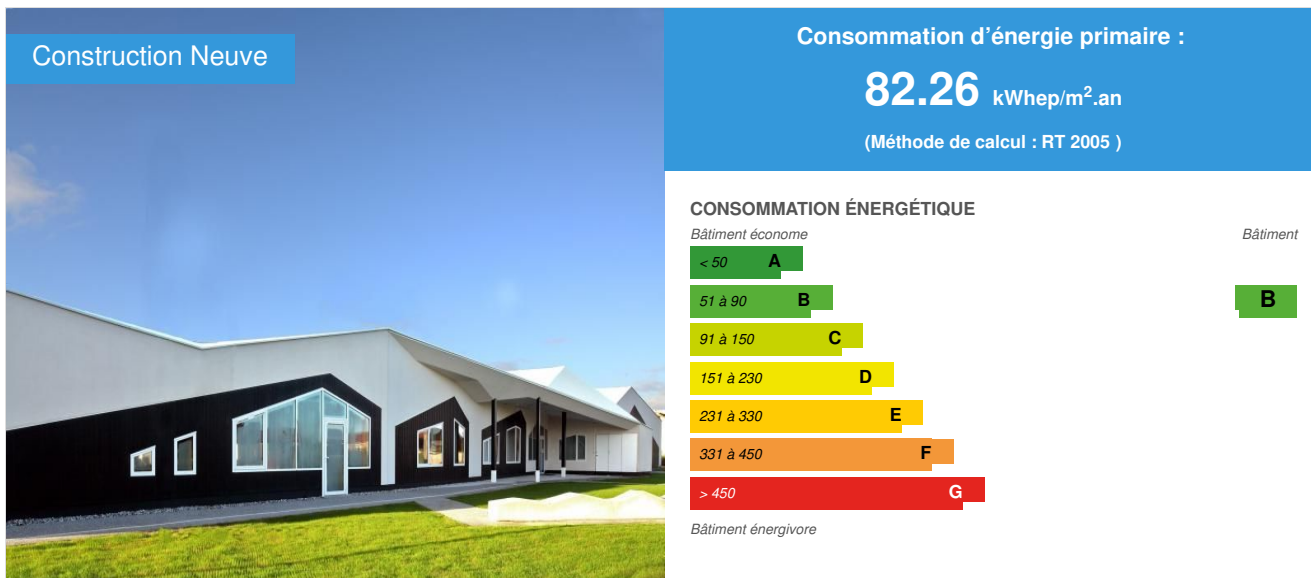 Construction Neuve
Consommation d'énergie primaire :
82.26 kWhep/m².an
(Méthode de calcul : RT 2005 )
CONSOMMATION ÉNERGÉTIQUE
Bâtiment économe Bâtiment
< 50 A
51 à 90 B B
91 à 150 C
151 à 230 D
231 à 330 E
331 à 450 F
> 450 G
Bâtiment énergivore